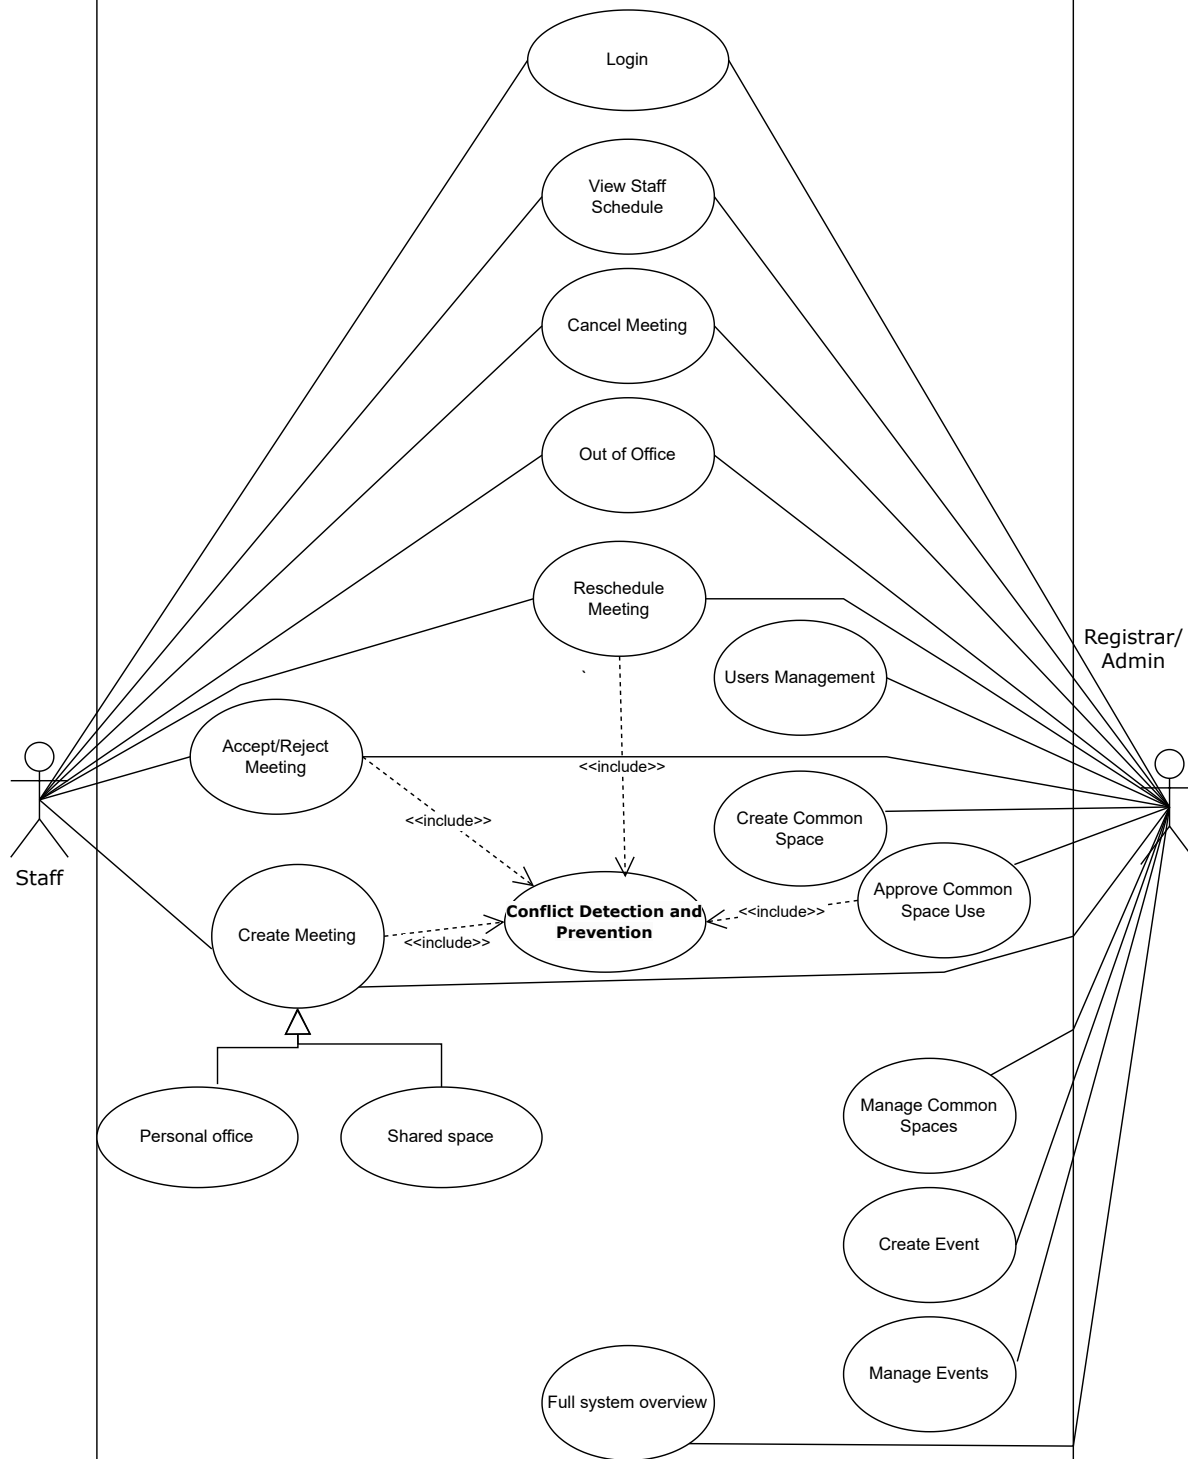 Login
View Staff
Schedule
Cancel Meeting
Out of Office
Reschedule
Meeting
Registrar/
Admin
Users Management
Accept/Reject
Meeting
<<include>>
<<include>>
Create Common
Space
Staff
Approve Common
Space Use
Conflict Detection and
Prevention
<<include>>
Create Meeting
<<include>>
Manage Common
Spaces
Personal office
Shared space
Create Event
Manage Events
Full system overview